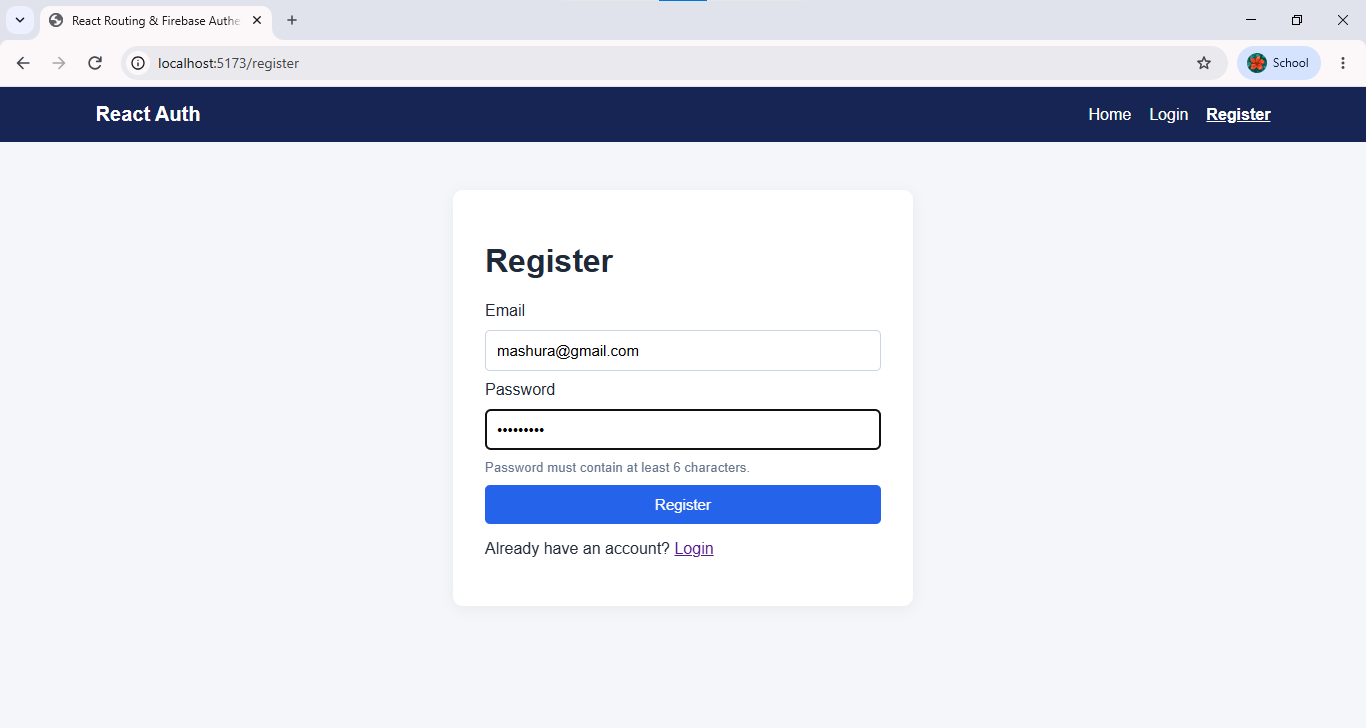 React Routing & Firebase Authe
localhost:5173/register
School
React Auth
Home Login Register
Register
Email
mashura@gmail.com
Password
•••••••••
Password must contain at least 6 characters.
Register
Already have an account? Login